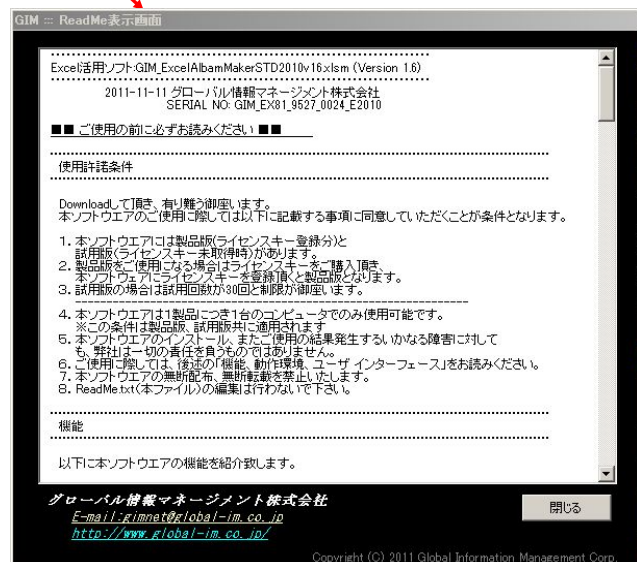 GIM ::: ReadMe表示画面
Excel活用ソフト:GIM_ExcelAlbamMakerSTD2010v16.xlsm (Version 1.6)
2011-11-11 グローバル情報マネージメント株式会社
SERIAL NO: GIM_EX81_9527_0024_E2010
■■ ご使用の前に必ずお読みください ■■
使用許諾条件
Downloadして頂き、有り難う御座います。
本ソフトウエアのご使用に際しては以下に記載する事項に同意していただくことが条件となります。
1. 本ソフトウエアには製品版(ライセンスキー登録分)と
試用版(ライセンスキー未取得時)があります。
2. 製品版をご使用になる場合はライセンスキーをご購入頂き、
本ソフトウェアにライセンスキーを登録頂くと製品版となります。
3. 試用版の場合は試用回数が30回と制限が御座います。
4. 本ソフトウエアは1製品につき1台のコンピュータでのみ使用可能です。
※この条件は製品版、試用版共に適用されます
5. 本ソフトウエアのインストール、またご使用の結果発生するいかなる障害に対して
も、弊社は一切の責任を負うものではありません。
6. ご使用に際しては、後述の「機能、動作環境、ユーザ インターフェース」をお読みください。
7. 本ソフトウエアの無断配布、無断転載を禁止いたします。
8. ReadMe.txt(本ファイル)の編集は行わないで下さい。
機能
以下に本ソフトウエアの機能を紹介致します。
グローバル情報マネージメント株式会社
E-mail:gimnet@global-im.co.jp
閉じる
http://www.global-im.co.jp/
Copyright (C) 2011 Global Information Management Corp.